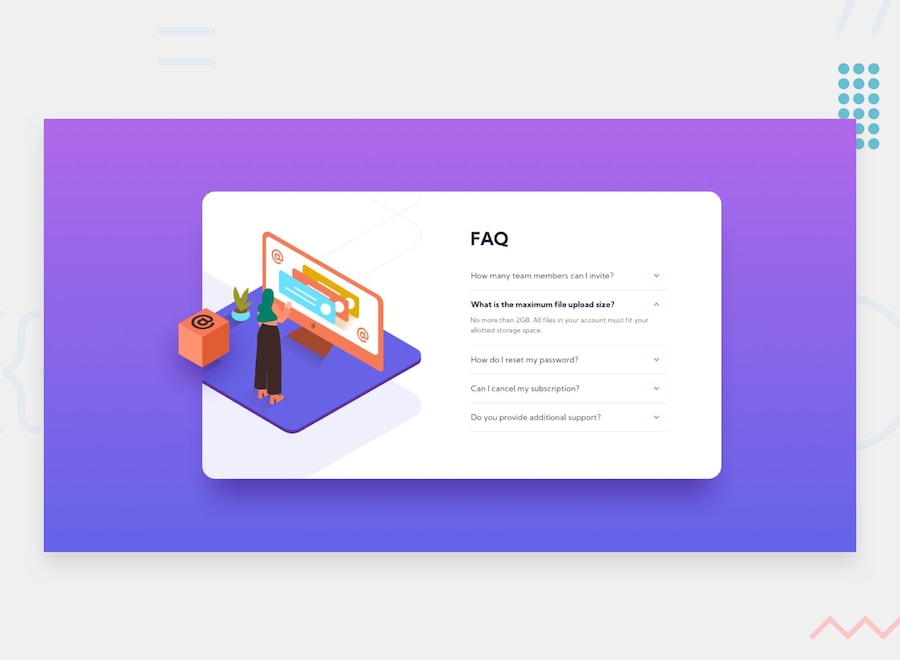 FAQ
How many team members can I invite?
What is the maximum file upload size?
No more than 2GB. All files in your account must fit your
allotted storage space.
How do I reset my password?
Can I cancel my subscription?
Do you provide additional support?
@
@
@